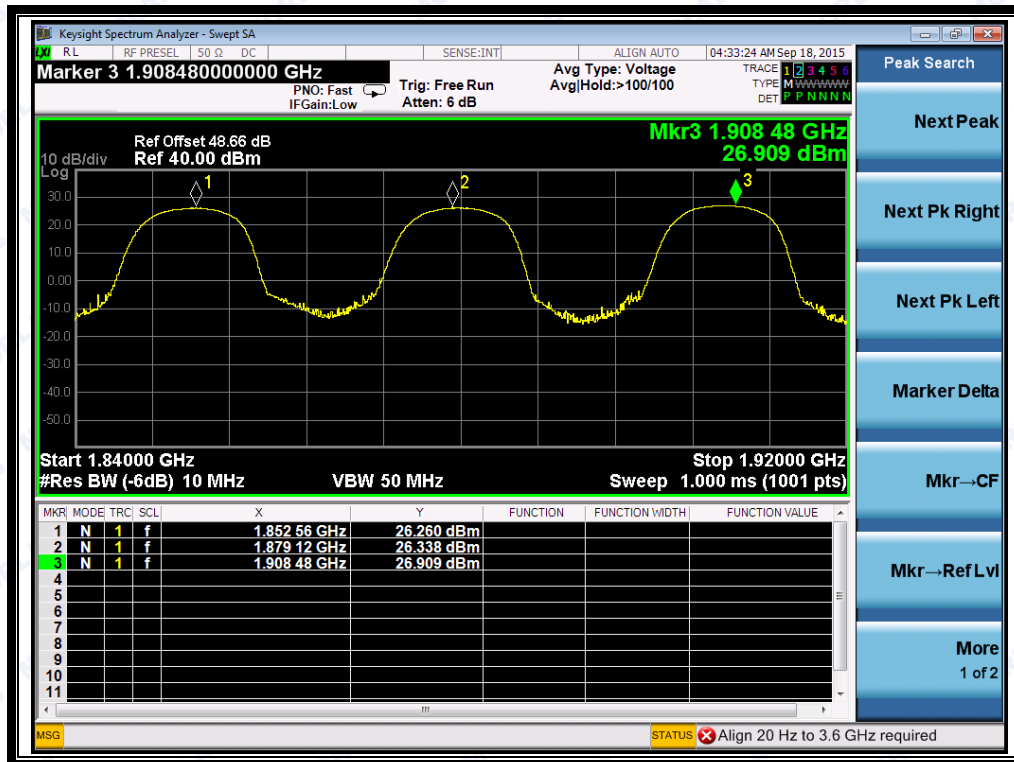 Keysight Spectrum Analyzer - Swept SA
LXI RL RF PRESEL 50 Ω DC SENSE:INT ALIGN AUTO 04:33:24 AM Sep 18, 2015
Marker 3 1.908480000000 GHz
PNO: Fast
IFGain:Low
Trig: Free Run
Atten: 6 dB
Avg Type: Voltage
Avg|Hold:>100/100
TRACE 1 2 3 4 5 6
TYPE M WWWWW
DET P P N N N N
Ref Offset 48.66 dB
10 dB/div Ref 40.00 dBm
Log
Mkr3 1.908 48 GHz
26.909 dBm
1
2
3
30.0
20.0
10.0
0.00
-10.0
-20.0
-30.0
-40.0
-50.0
Start 1.84000 GHz Stop 1.92000 GHz
#Res BW (-6dB) 10 MHz VBW 50 MHz Sweep 1.000 ms (1001 pts)
MKR MODE TRC SCL X Y FUNCTION FUNCTION WIDTH FUNCTION VALUE
1 N 1 f 1.852 56 GHz 26.260 dBm
2 N 1 f 1.879 12 GHz 26.338 dBm
3 N 1 f 1.908 48 GHz 26.909 dBm
4
5
6
7
8
9
10
11
MSG STATUS Align 20 Hz to 3.6 GHz required
Peak Search
Next Peak
Next Pk Right
Next Pk Left
Marker Delta
Mkr→CF
Mkr→Ref Lvl
More
1 of 2